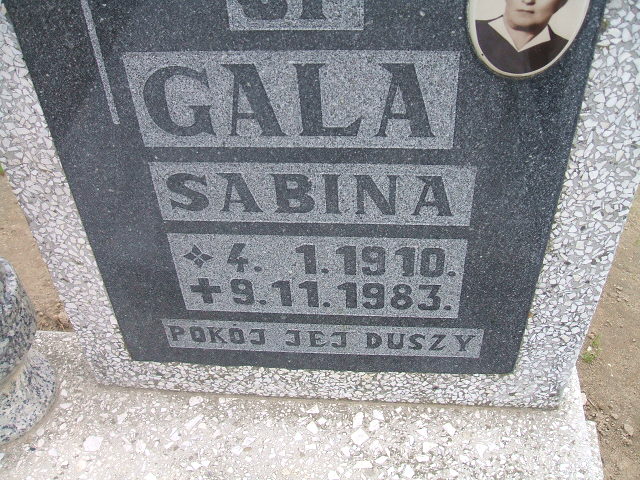 GALA
SABINA
4. 1.1910.
9.11.1983.
POKÓJ JEJ DUSZY